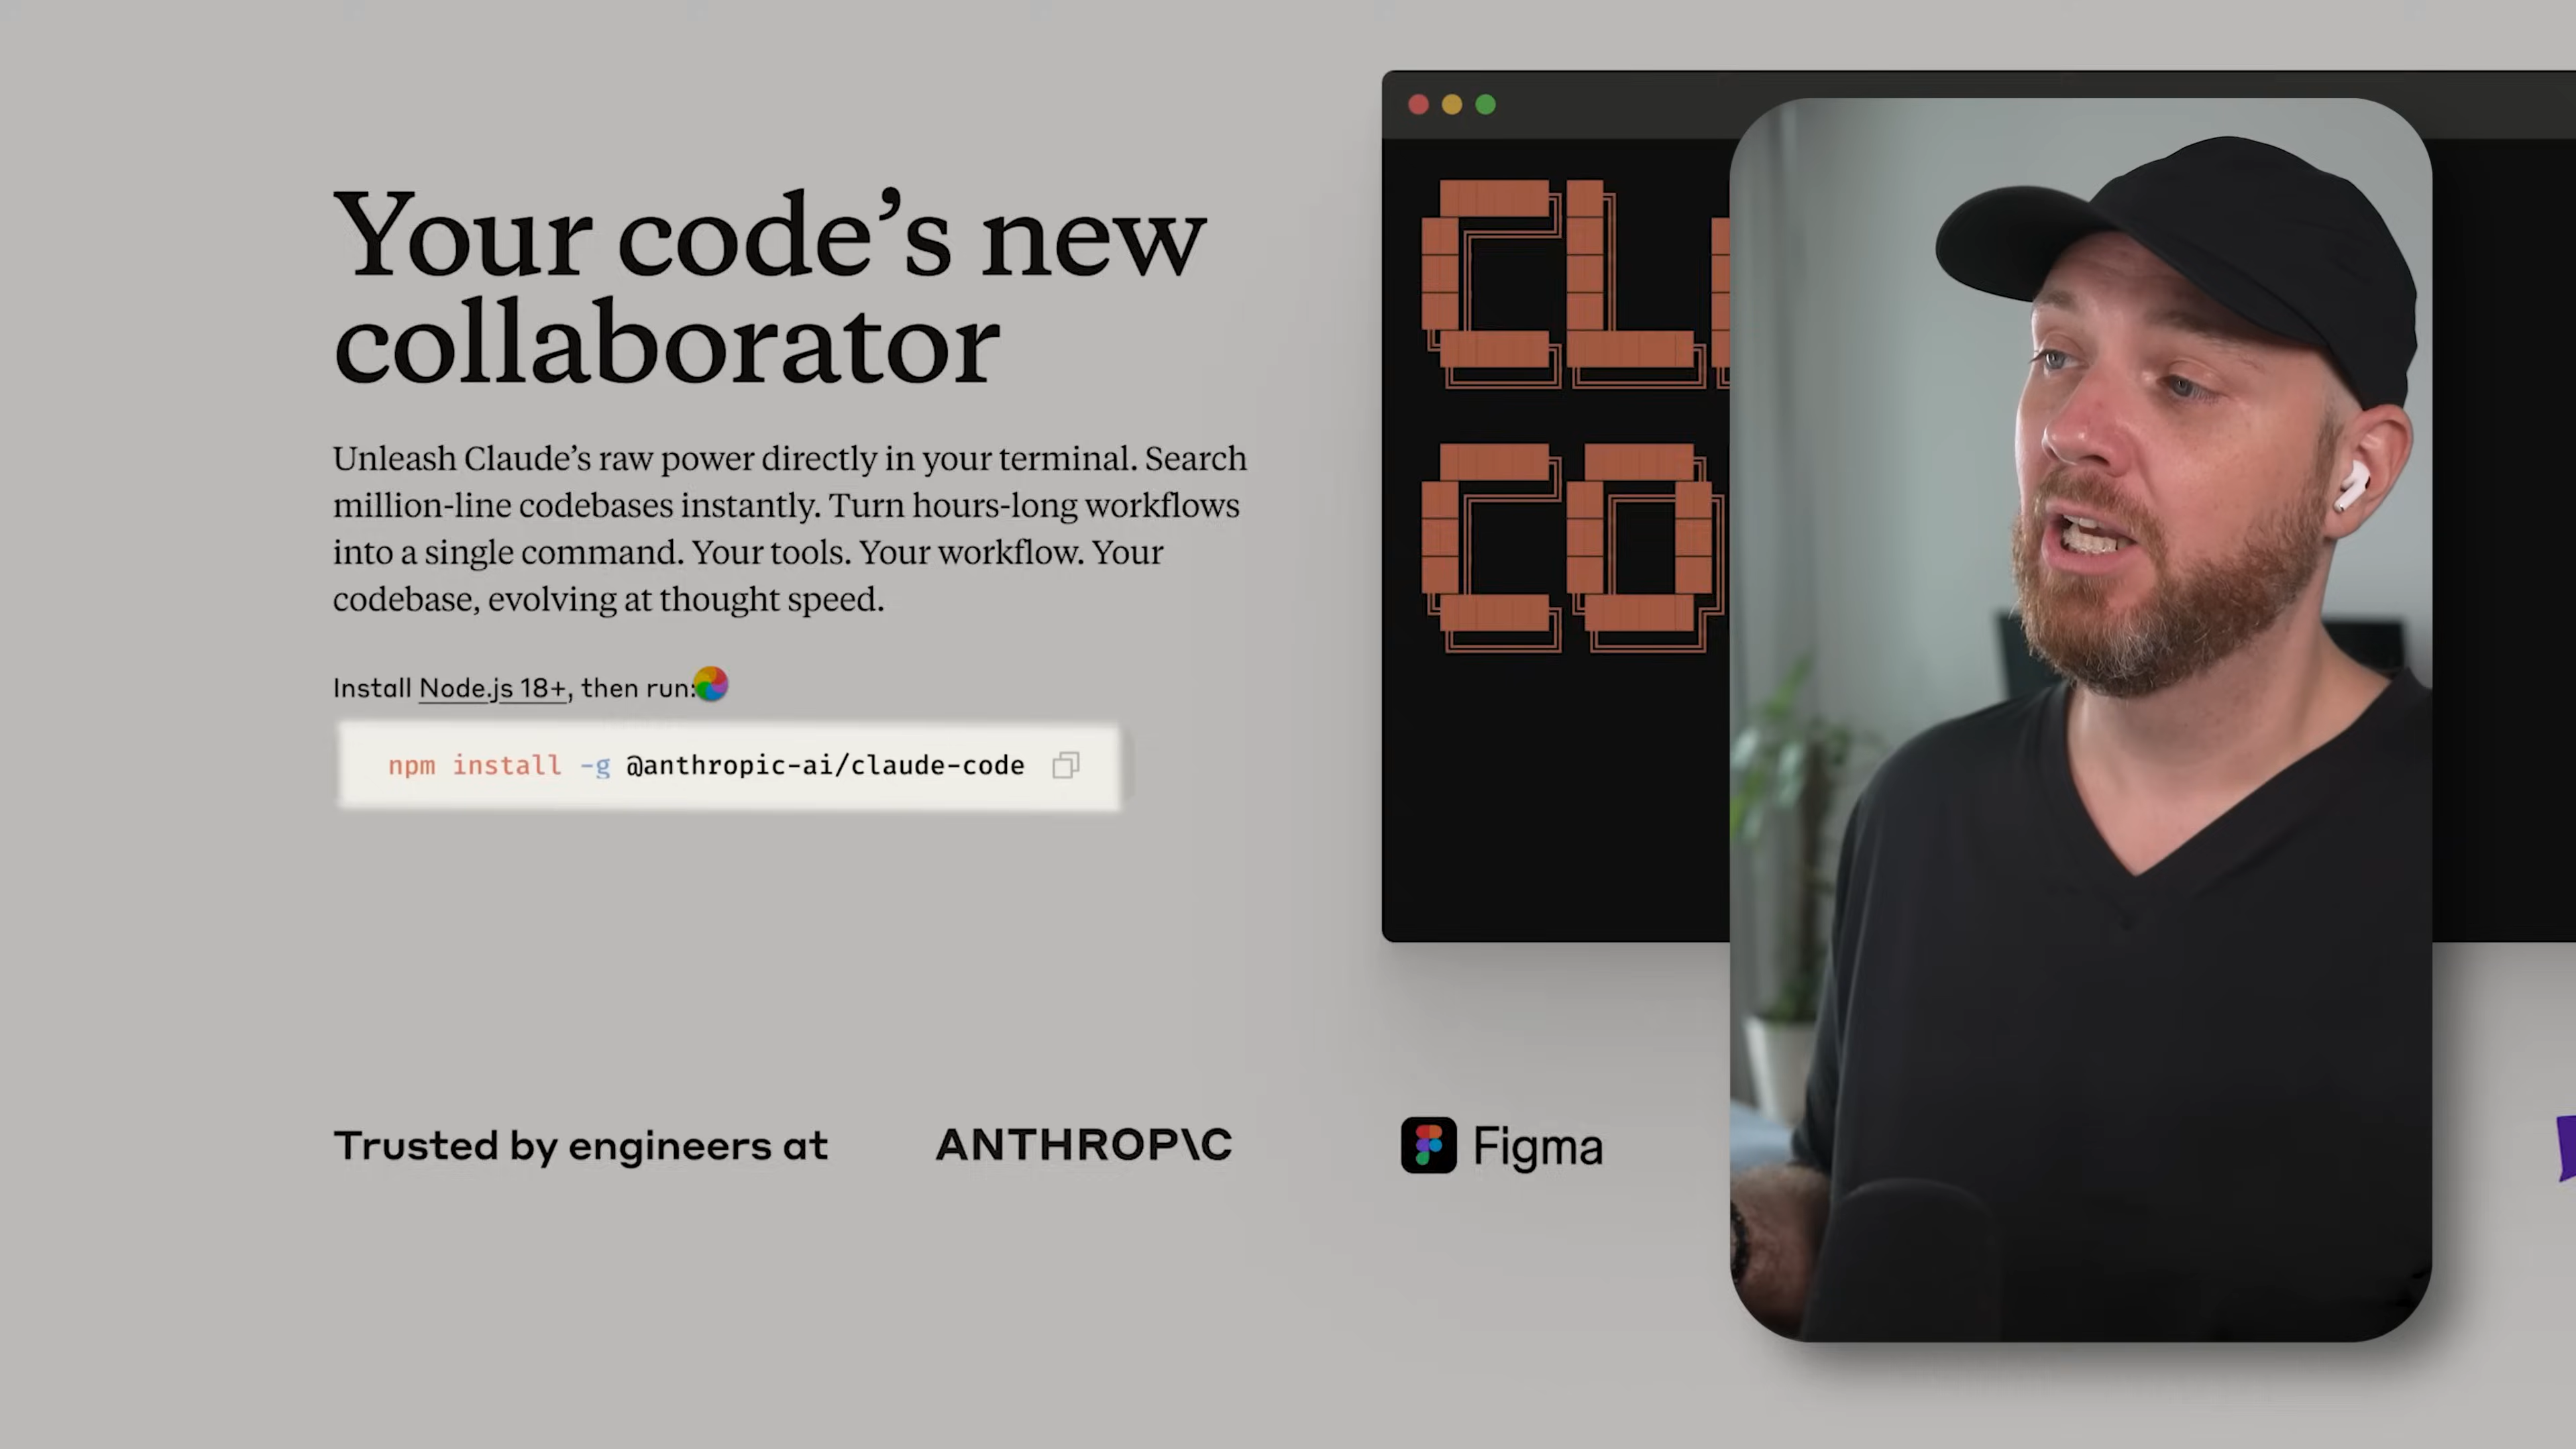 Your code’s new
collaborator
Unleash Claude’s raw power directly in your terminal. Search
million-line codebases instantly. Turn hours-long workflows
into a single command. Your tools. Your workflow. Your
codebase, evolving at thought speed.
Install Node.js 18+, then run:
npm install -g @anthropic-ai/claude-code
CL
CO
Trusted by engineers at
ANTHROP\C
Figma